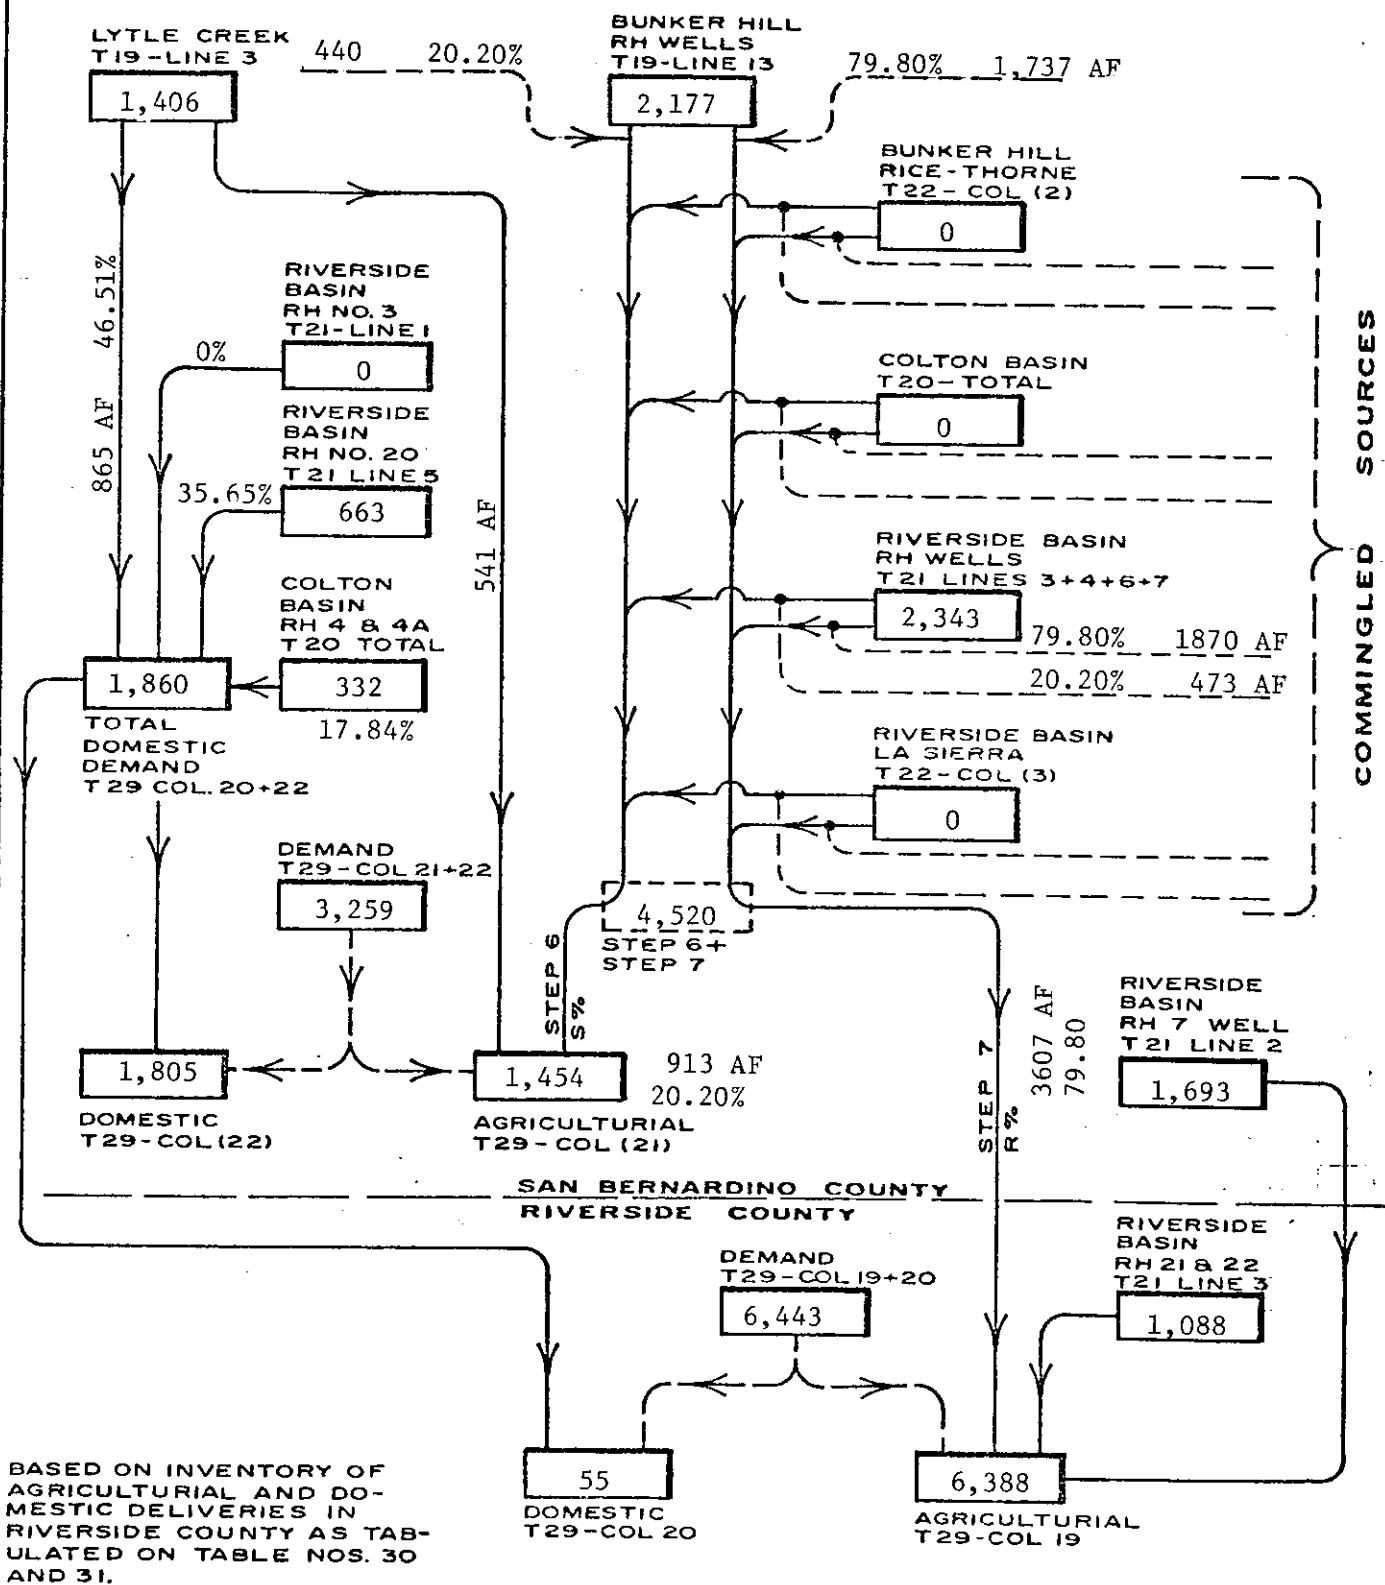 LYTLE CREEK
T19-LINE 3
1,406
440 20.20%
BUNKER HILL
RH WELLS
T19-LINE 13
2,177
79.80% 1,737 AF
BUNKER HILL
RICE-THORNE
T22-COL (2)
0
RIVERSIDE
BASIN
RH NO. 3
T21-LINE 1
0
0%
46.51%
865 AF
RIVERSIDE
BASIN
RH NO. 20
T21 LINE 5
663
35.65%
541 AF
COLTON BASIN
T20-TOTAL
0
COMMINGLED SOURCES
RIVERSIDE BASIN
RH WELLS
T21 LINES 3+4+6+7
2,343
79.80% 1870 AF
20.20% 473 AF
COLTON
BASIN
RH 4 & 4A
T20 TOTAL
332
17.84%
1,860
TOTAL
DOMESTIC
DEMAND
T29 COL. 20+22
RIVERSIDE BASIN
LA SIERRA
T22-COL (3)
0
DEMAND
T29-COL 21+22
3,259
4,520
STEP 6+
STEP 7
STEP 6
S%
STEP 7
R%
3607 AF
79.80
RIVERSIDE
BASIN
RH 7 WELL
T21 LINE 2
1,693
1,805
DOMESTIC
T29-COL (22)
1,454
913 AF
20.20%
AGRICULTURIAL
T29-COL (21)
SAN BERNARDINO COUNTY
RIVERSIDE COUNTY
DEMAND
T29-COL 19+20
6,443
RIVERSIDE
BASIN
RH 21 & 22
T21 LINE 3
1,088
55
DOMESTIC
T29-COL 20
6,388
AGRICULTURIAL
T29-COL 19
BASED ON INVENTORY OF
AGRICULTURIAL AND DO-
MESTIC DELIVERIES IN
RIVERSIDE COUNTY AS TAB-
ULATED ON TABLE NOS. 30
AND 31.